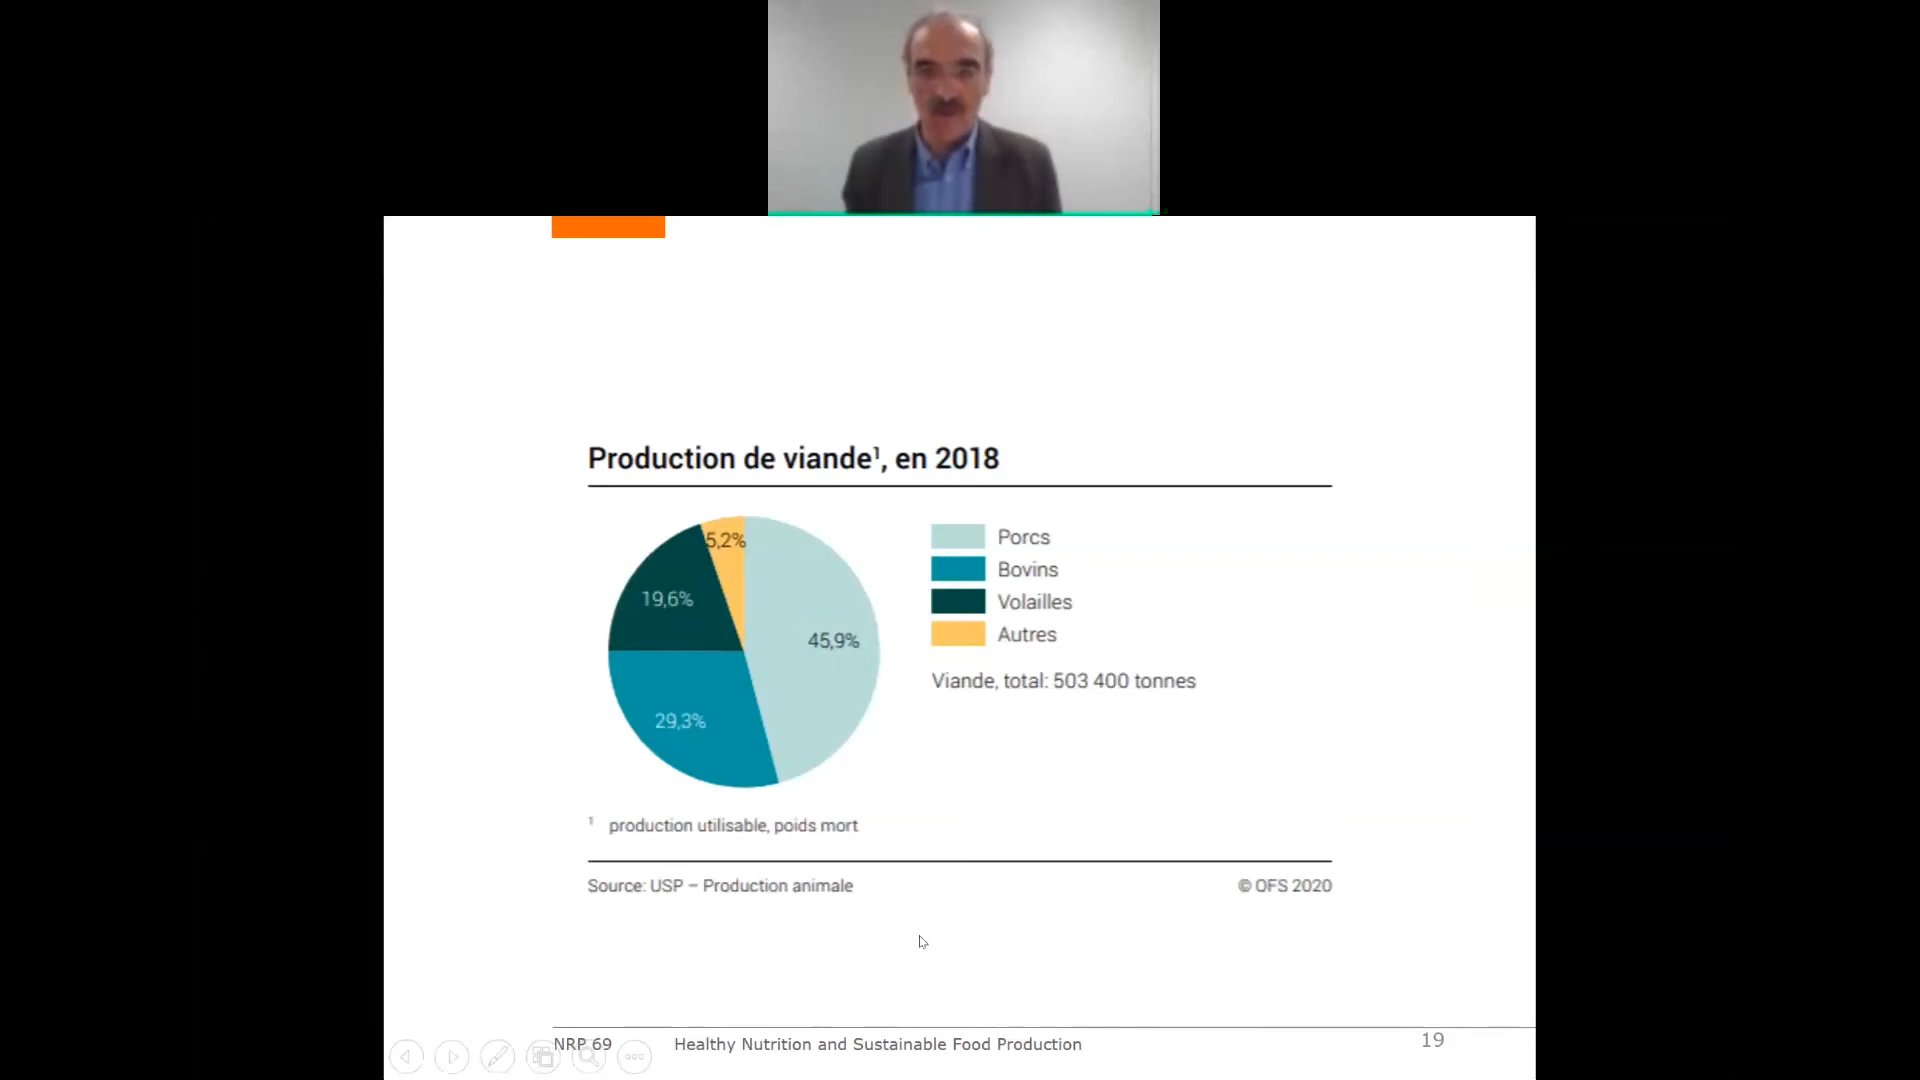 Production de viande¹, en 2018
5,2%
19,6%
45,9%
29,3%
Porcs
Bovins
Volailles
Autres
Viande, total: 503 400 tonnes
¹ production utilisable, poids mort
Source: USP – Production animale
© OFS 2020
NRP 69
Healthy Nutrition and Sustainable Food Production
19